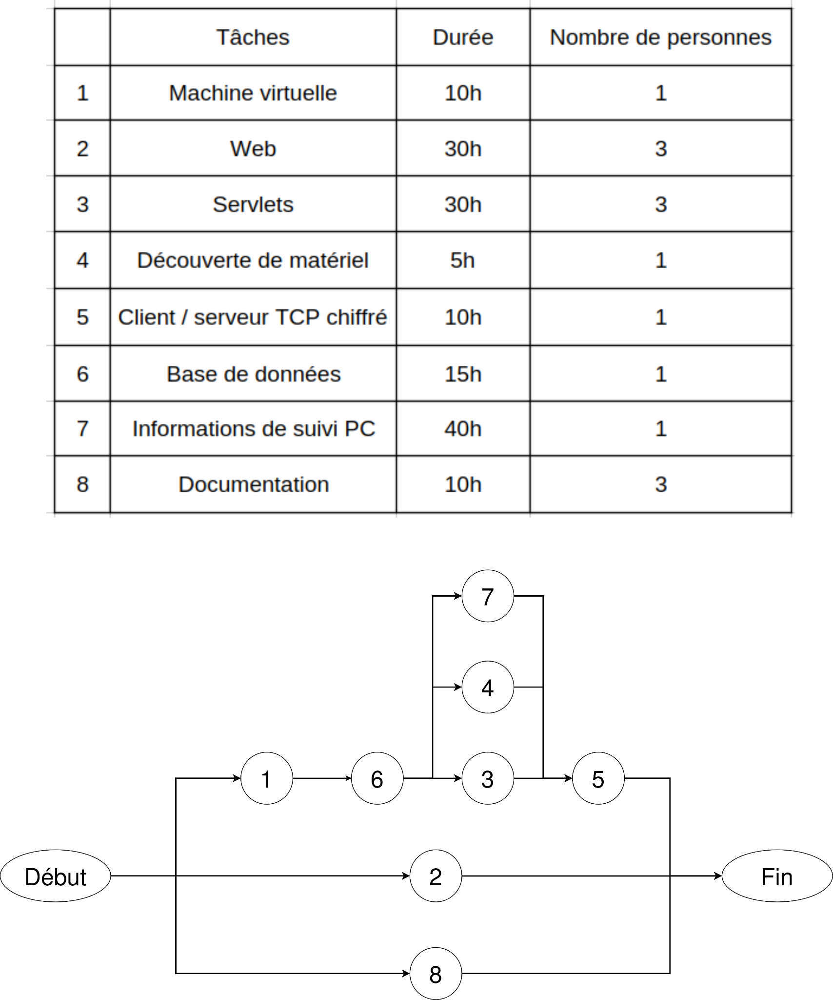 Tâches Durée Nombre de personnes
1 Machine virtuelle 10h 1
2 Web 30h 3
3 Servlets 30h 3
4 Découverte de matériel 5h 1
5 Client / serveur TCP chiffré 10h 1
6 Base de données 15h 1
7 Informations de suivi PC 40h 1
8 Documentation 10h 3
7
4
1 6 3 5
Début 2 Fin
8